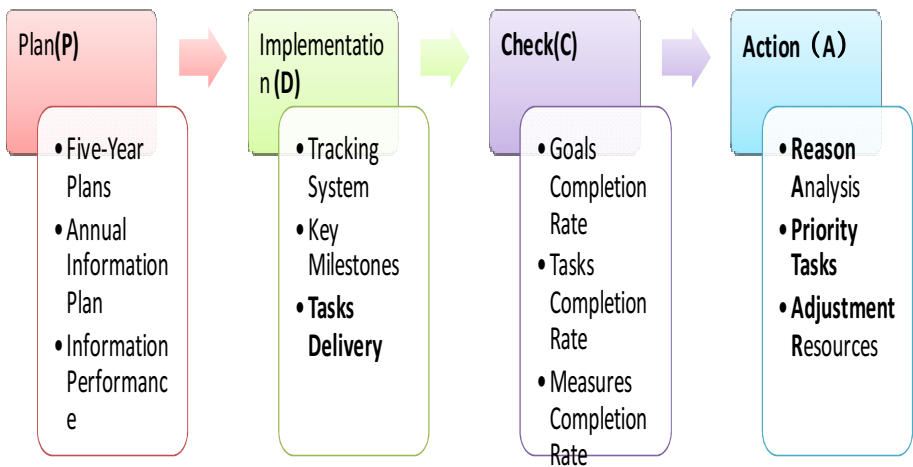 Plan(P)
• Five-Year
Plans
• Annual
Information
Plan
• Information
Performanc
e
Implementatio
n(D)
• Tracking
System
• Key
Milestones
• Tasks
Delivery
Check(C)
• Goals
Completion
Rate
• Tasks
Completion
Rate
• Measures
Completion
Rate
Action（A）
• Reason
Analysis
• Priority
Tasks
• Adjustment
Resources